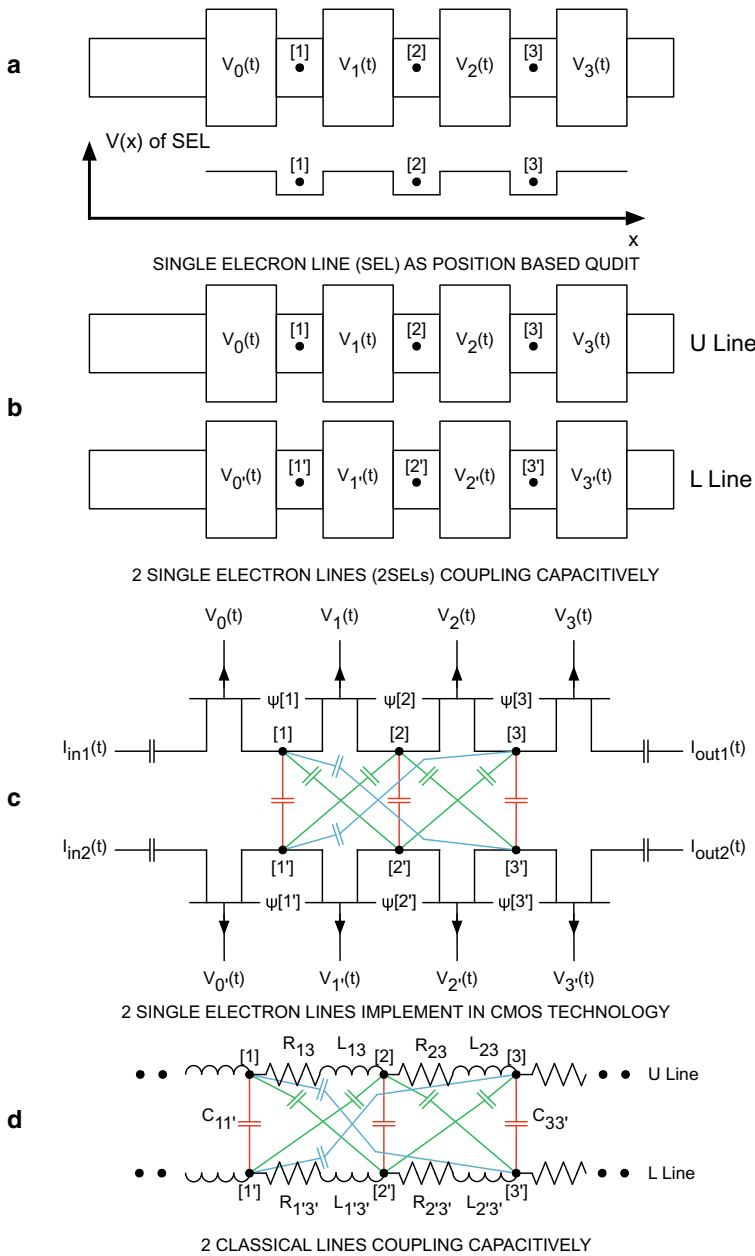 a
V0(t) [1] V1(t) [2] V2(t) [3] V3(t)
V(x) of SEL
[1] [2] [3]
x
SINGLE ELECRON LINE (SEL) AS POSITION BASED QUDIT
b
V0(t) [1] V1(t) [2] V2(t) [3] V3(t) U Line
V0'(t) [1'] V1'(t) [2'] V2'(t) [3'] V3'(t) L Line
2 SINGLE ELECTRON LINES (2SELs) COUPLING CAPACITIVELY
c
V0(t) V1(t) V2(t) V3(t)
ψ[1] ψ[2] ψ[3]
Iin1(t) [1] [2] [3] Iout1(t)
Iin2(t) [1'] [2'] [3'] Iout2(t)
ψ[1'] ψ[2'] ψ[3']
V0'(t) V1'(t) V2'(t) V3'(t)
2 SINGLE ELECTRON LINES IMPLEMENT IN CMOS TECHNOLOGY
d
[1] R13 L13 [2] R23 L23 [3]
U Line
C11' C33'
L Line
[1'] R1'3' L1'3' [2'] R2'3' L2'3' [3']
2 CLASSICAL LINES COUPLING CAPACITIVELY